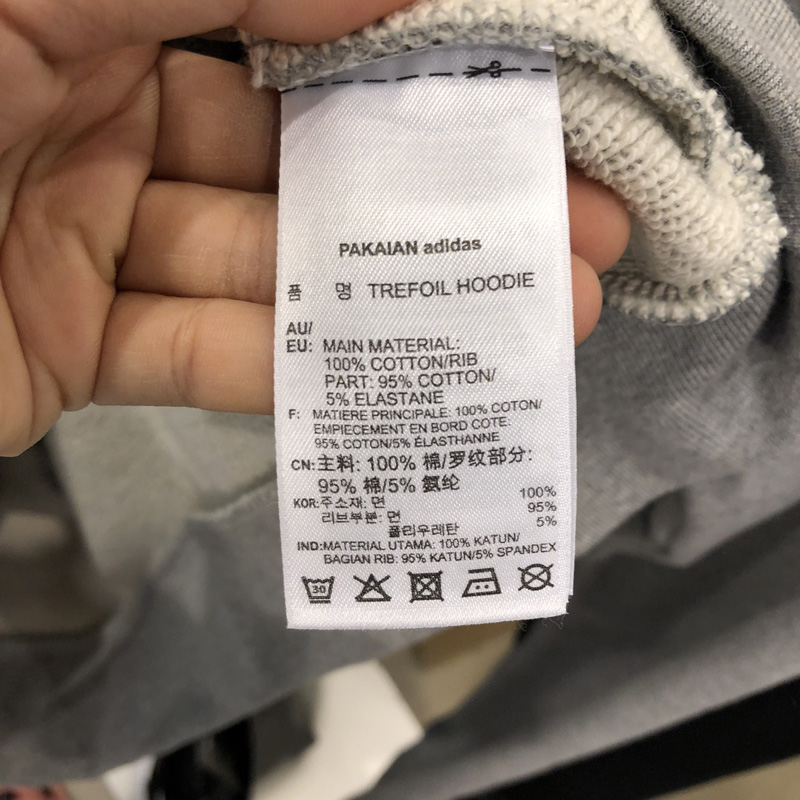 PAKAIAN adidas
품 명 TREFOIL HOODIE
AU/
EU: MAIN MATERIAL:
100% COTTON/RIB
PART: 95% COTTON/
5% ELASTANE
F: MATIERE PRINCIPALE: 100% COTON/
EMPIECEMENT EN BORD COTE:
95% COTON/5% ÉLASTHANNE
CN:主料: 100% 棉/罗纹部分:
95% 棉/5% 氨纶
KOR:주소재: 면 100%
리브부분: 면 95%
폴리우레탄 5%
IND:MATERIAL UTAMA: 100% KATUN/
BAGIAN RIB: 95% KATUN/5% SPANDEX
30